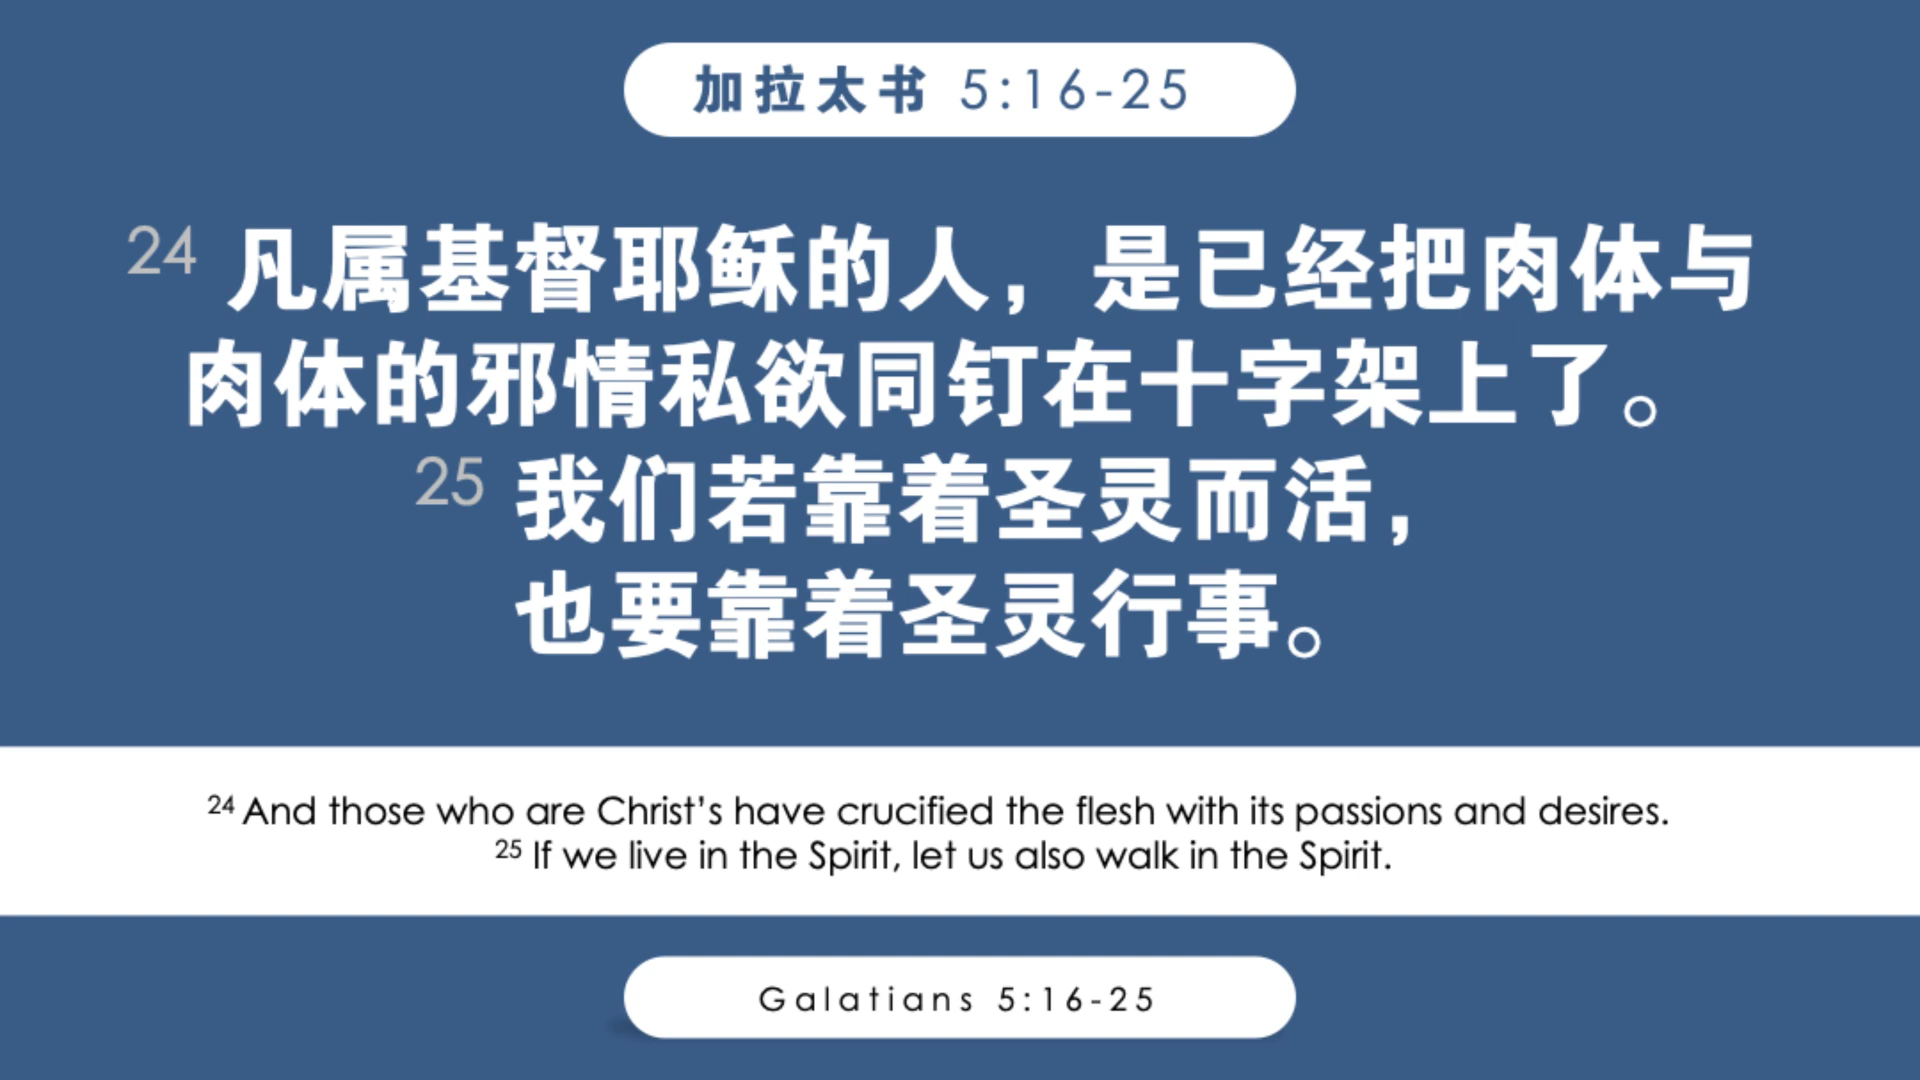 加拉太书 5:16-25
24 凡属基督耶稣的人，是已经把肉体与
肉体的邪情私欲同钉在十字架上了。
25 我们若靠着圣灵而活，
也要靠着圣灵行事。
24 And those who are Christ’s have crucified the flesh with its passions and desires.
25 If we live in the Spirit, let us also walk in the Spirit.
Galatians 5:16-25